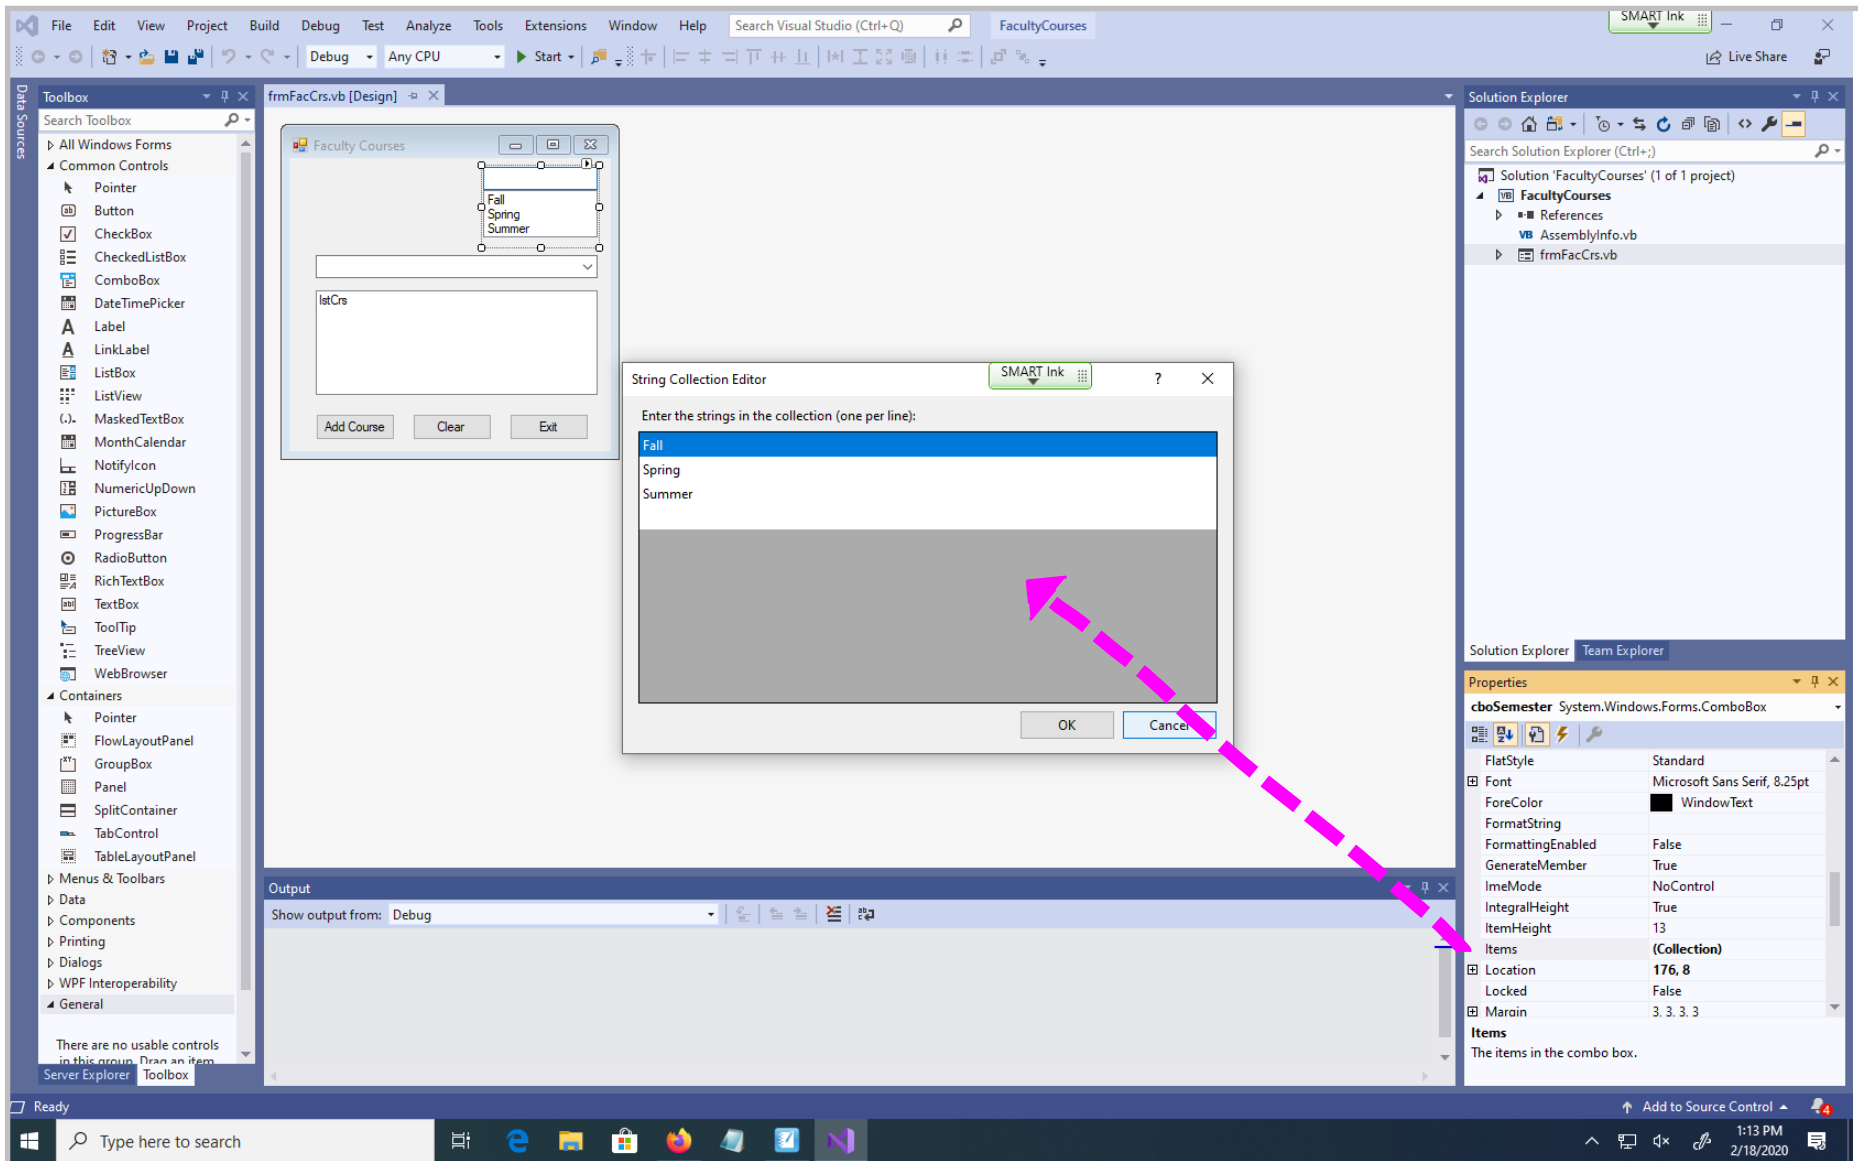 File Edit View Project Build Debug Test Analyze Tools Extensions Window Help Search Visual Studio (Ctrl+Q) FacultyCourses SMART Ink
Debug Any CPU Start Live Share
Data Sources
Toolbox
Search Toolbox
All Windows Forms
Common Controls
Pointer
Button
CheckBox
CheckedListBox
ComboBox
DateTimePicker
Label
LinkLabel
ListBox
ListView
MaskedTextBox
MonthCalendar
NotifyIcon
NumericUpDown
PictureBox
ProgressBar
RadioButton
RichTextBox
TextBox
ToolTip
TreeView
WebBrowser
Containers
Pointer
FlowLayoutPanel
GroupBox
Panel
SplitContainer
TabControl
TableLayoutPanel
Menus & Toolbars
Data
Components
Printing
Dialogs
WPF Interoperability
General
There are no usable controls
in this group. Drag an item
Server Explorer Toolbox
frmFacCrs.vb [Design]
Faculty Courses
Fall
Spring
Summer
lstCrs
Add Course Clear Exit
String Collection Editor SMART Ink ?
Enter the strings in the collection (one per line):
Fall
Spring
Summer
OK Cancel
Output
Show output from: Debug
Solution Explorer
Search Solution Explorer (Ctrl+;)
Solution 'FacultyCourses' (1 of 1 project)
VB FacultyCourses
References
VB AssemblyInfo.vb
frmFacCrs.vb
Solution Explorer Team Explorer
Properties
cboSemester System.Windows.Forms.ComboBox
FlatStyle Standard
Font Microsoft Sans Serif, 8.25pt
ForeColor WindowText
FormatString
FormattingEnabled False
GenerateMember True
ImeMode NoControl
IntegralHeight True
ItemHeight 13
Items (Collection)
Location 176, 8
Locked False
Margin 3, 3, 3, 3
Items
The items in the combo box.
Ready Add to Source Control 4
Type here to search 1:13 PM
2/18/2020